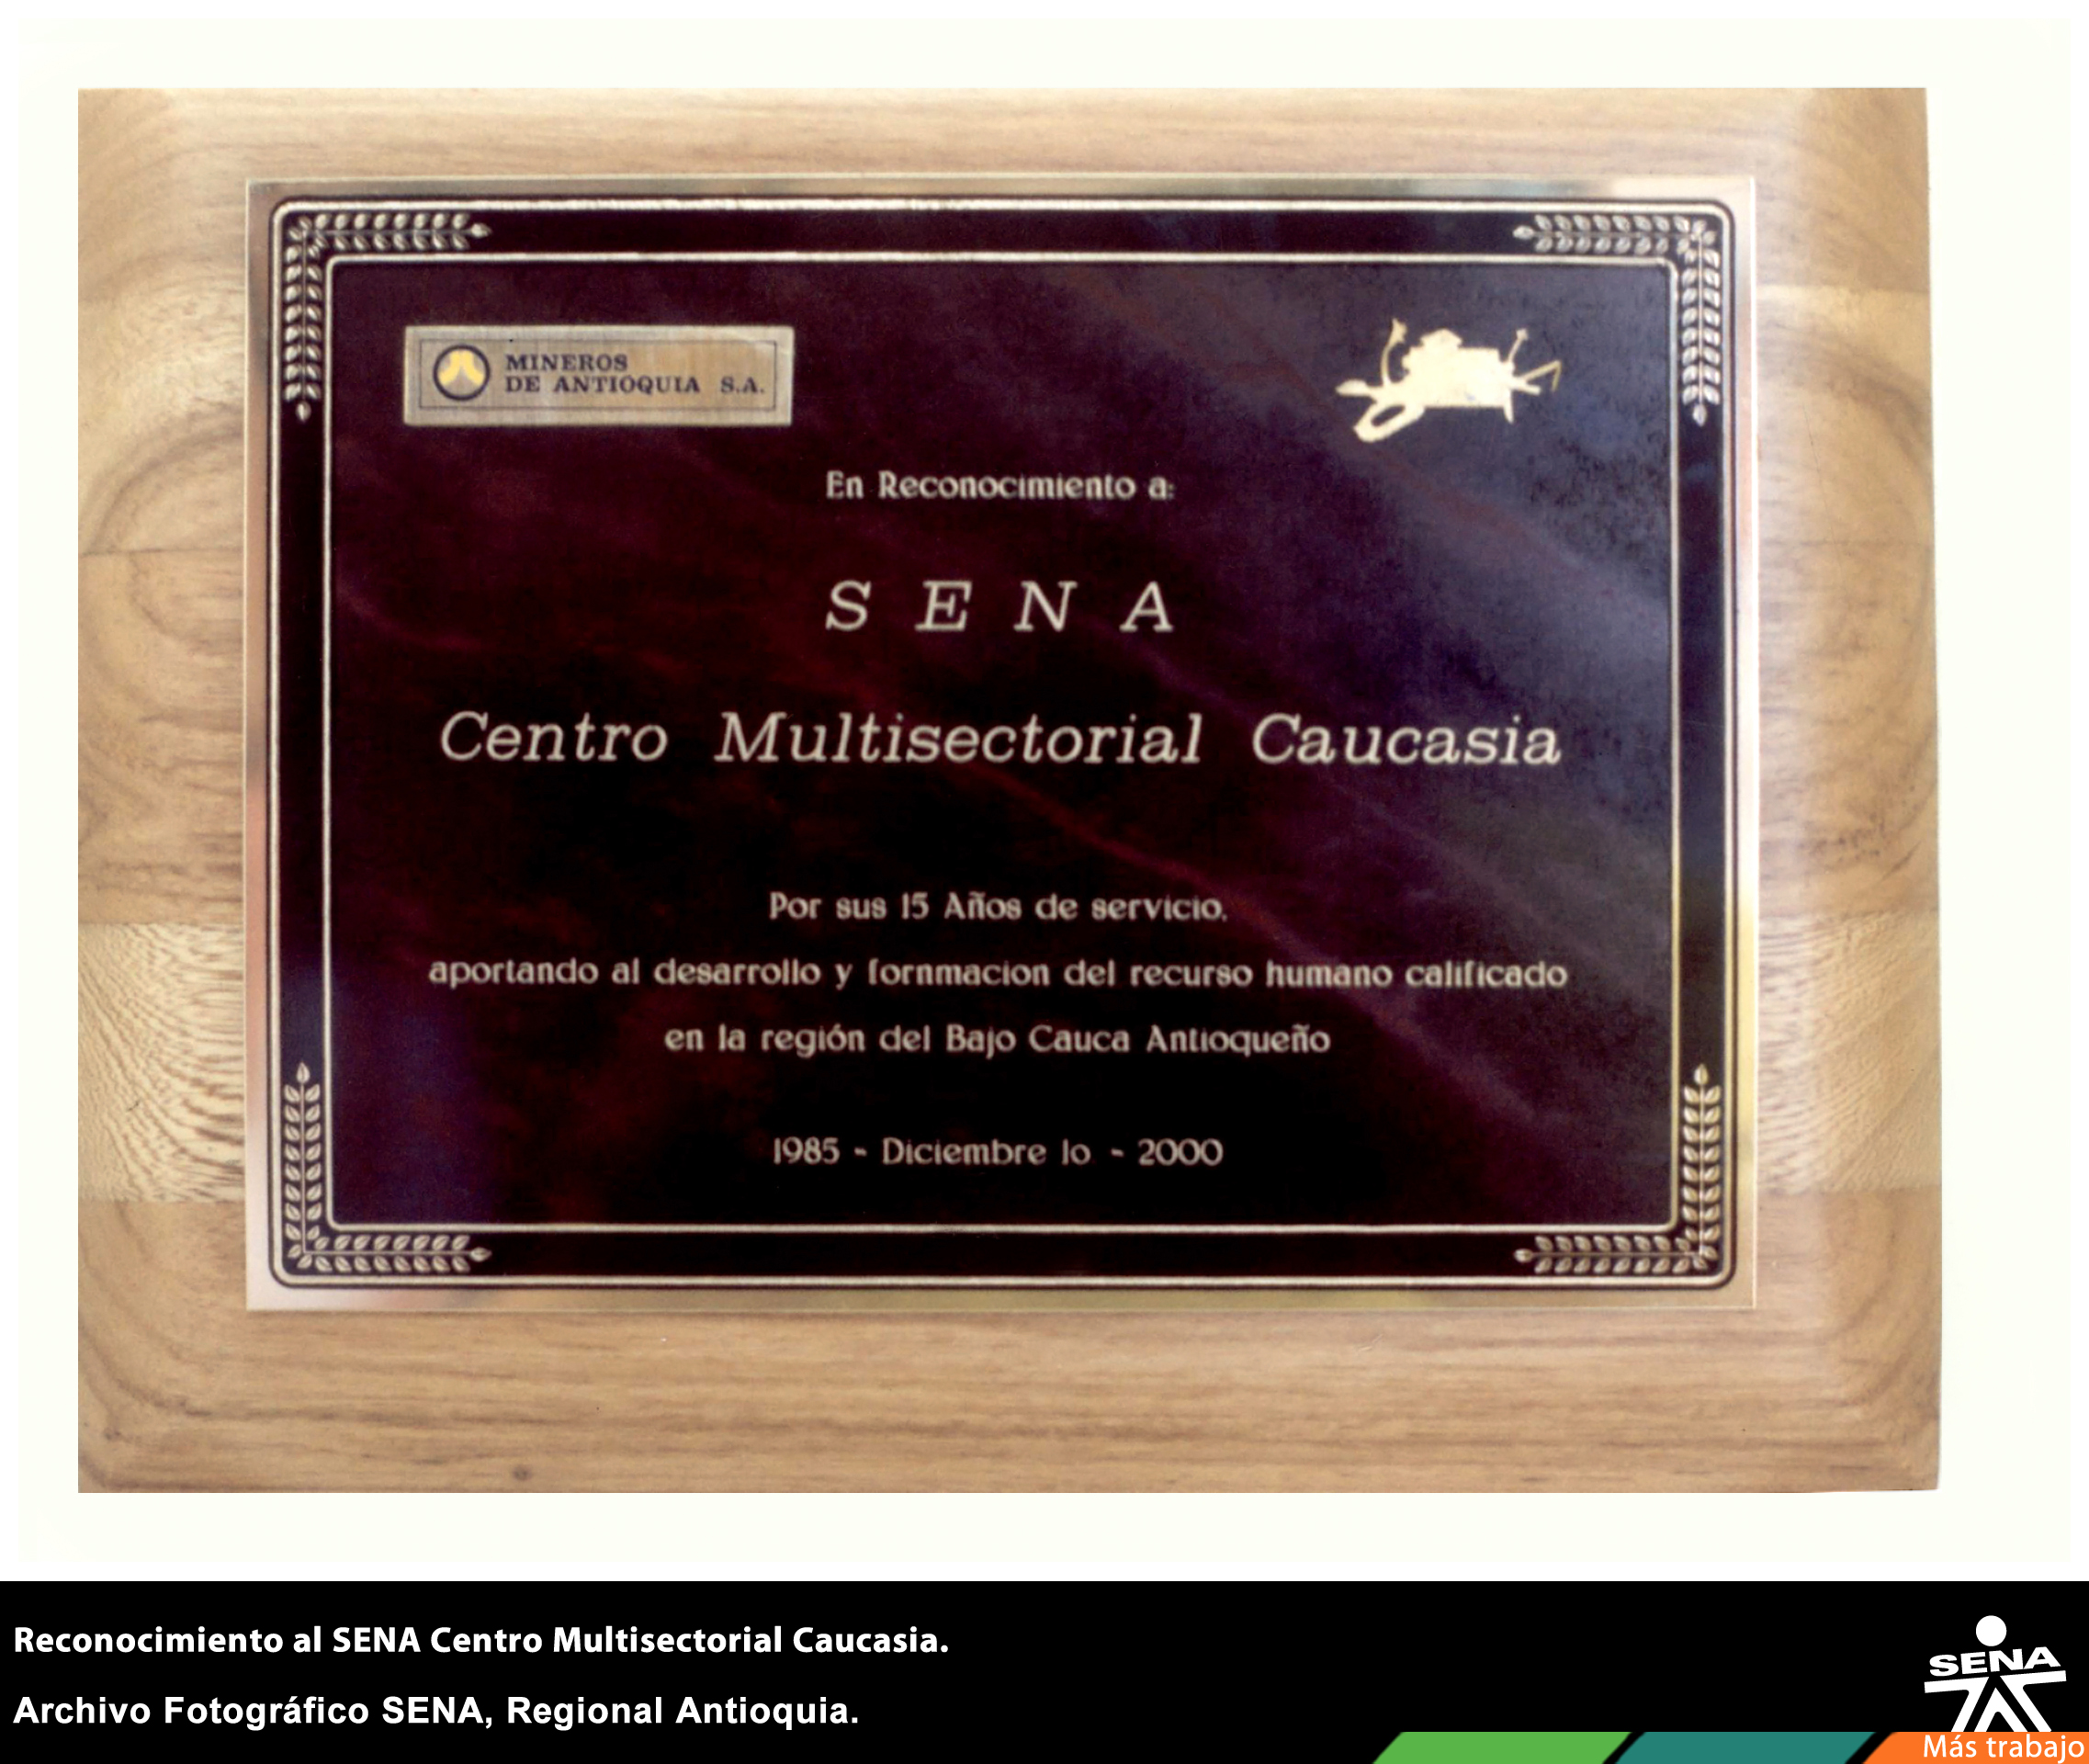 MINEROS
DE ANTIOQUIA S.A.
En Reconocimiento a:
S E N A
Centro Multisectorial Caucasia
Por sus 15 Años de servicio,
aportando al desarrollo y fornmacion del recurso humano calificado
en la región del Bajo Cauca Antioqueño
1985 - Diciembre 1o - 2000
Reconocimiento al SENA Centro Multisectorial Caucasia.
Archivo Fotográfico SENA, Regional Antioquia.
SENA
Más trabajo